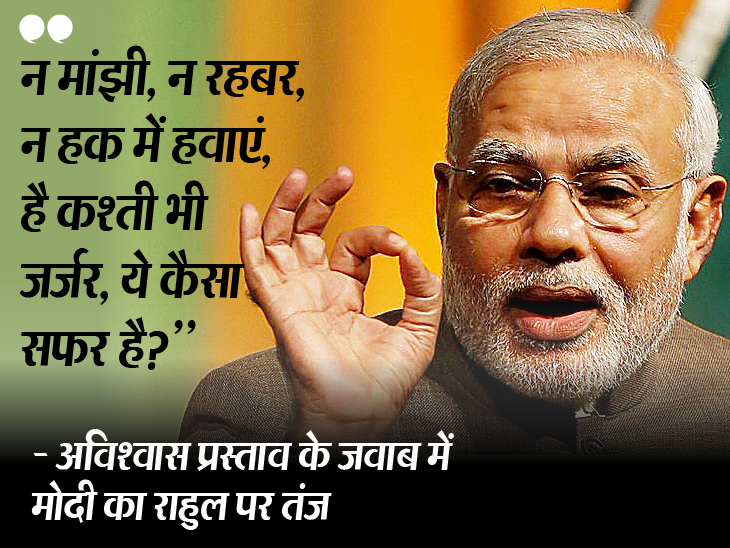 “
न मांझी, न रहबर,
न हक में हवाएं,
है कश्ती भी
जर्जर, ये कैसा
सफर है?”
- अविश्वास प्रस्ताव के जवाब में
मोदी का राहुल पर तंज